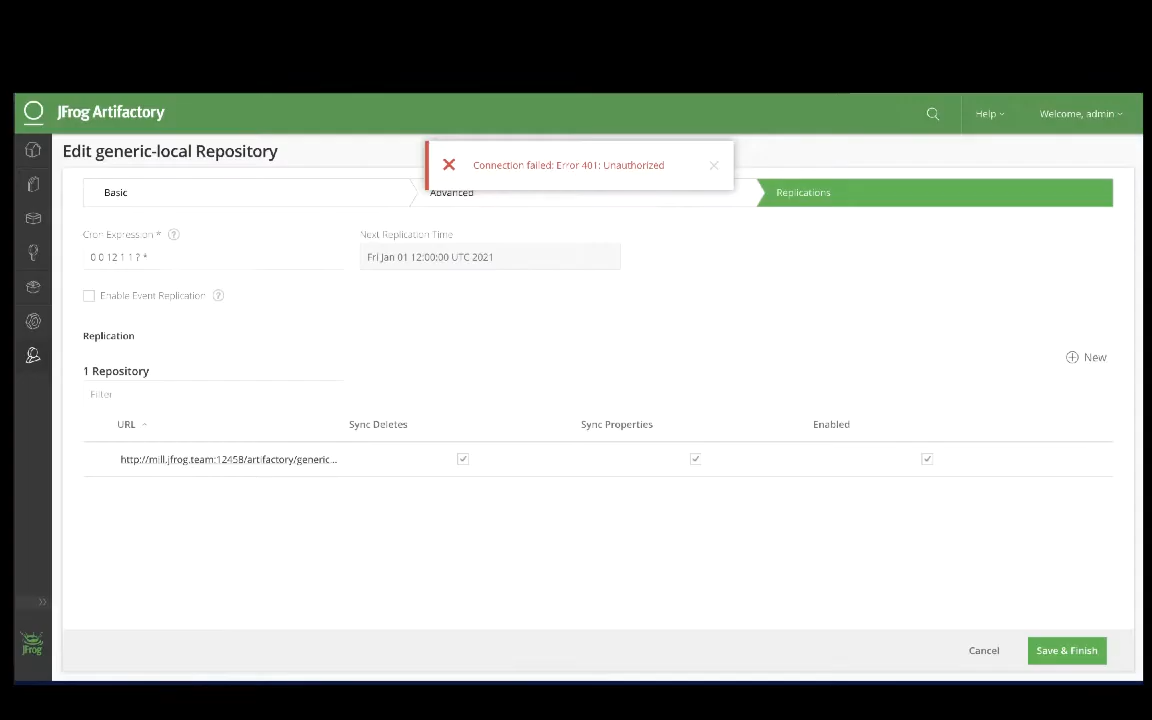 JFrog Artifactory
Help
Welcome, admin
Edit generic-local Repository
Connection failed: Error 401: Unauthorized
Basic
Advanced
Replications
Cron Expression *
Next Replication Time
0 0 12 1 1 ? *
Fri Jan 01 12:00:00 UTC 2021
Enable Event Replication
Replication
New
1 Repository
Filter
URL
Sync Deletes
Sync Properties
Enabled
http://mill.jfrog.team:12458/artifactory/generic...
JFrog
Cancel
Save & Finish